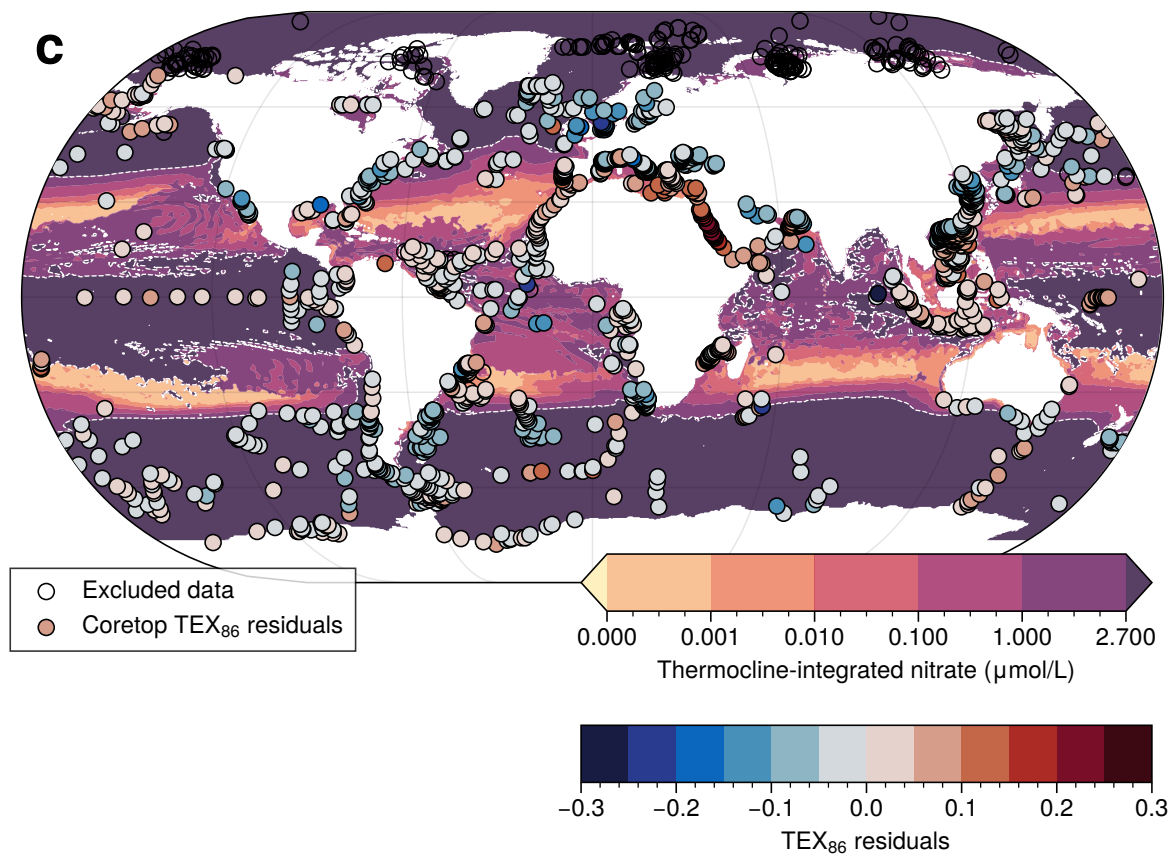 c
Excluded data
Coretop TEX₈₆ residuals
0.000 0.001 0.010 0.100 1.000 2.700
Thermocline-integrated nitrate (μmol/L)
−0.3 −0.2 −0.1 0.0 0.1 0.2 0.3
TEX₈₆ residuals